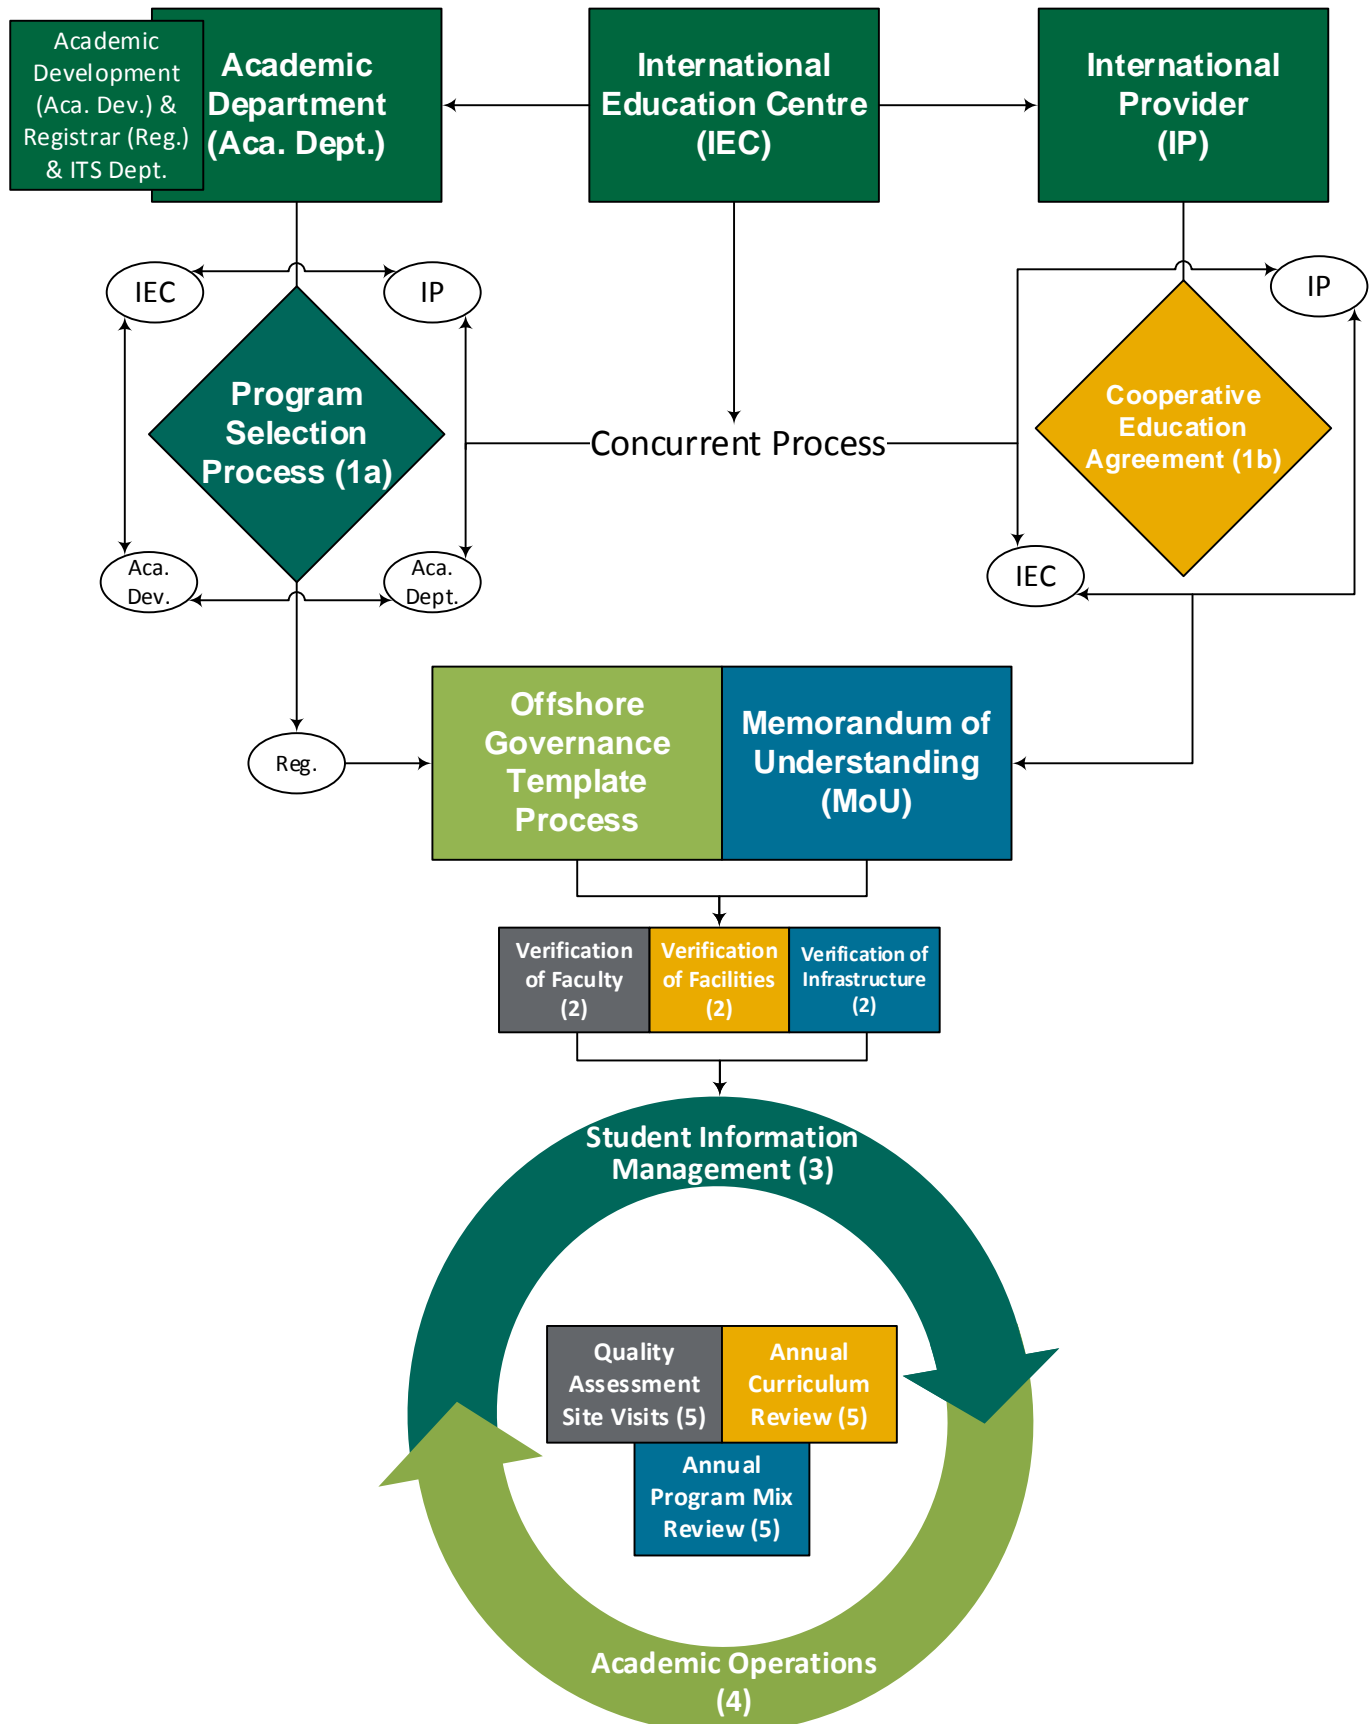 Academic
Development
(Aca. Dev.) &
Registrar (Reg.)
& ITS Dept.
Academic
Department
(Aca. Dept.)
International
Education Centre
(IEC)
International
Provider
(IP)
IEC
IP
IP
Program
Selection
Process (1a)
Concurrent Process
Cooperative
Education
Agreement (1b)
Aca.
Dev.
Aca.
Dept.
IEC
Reg.
Offshore
Governance
Template
Process
Memorandum of
Understanding
(MoU)
Verification
of Faculty
(2)
Verification
of Facilities
(2)
Verification of
Infrastructure
(2)
Student Information
Management (3)
Quality
Assessment
Site Visits (5)
Annual
Curriculum
Review (5)
Annual
Program Mix
Review (5)
Academic Operations
(4)